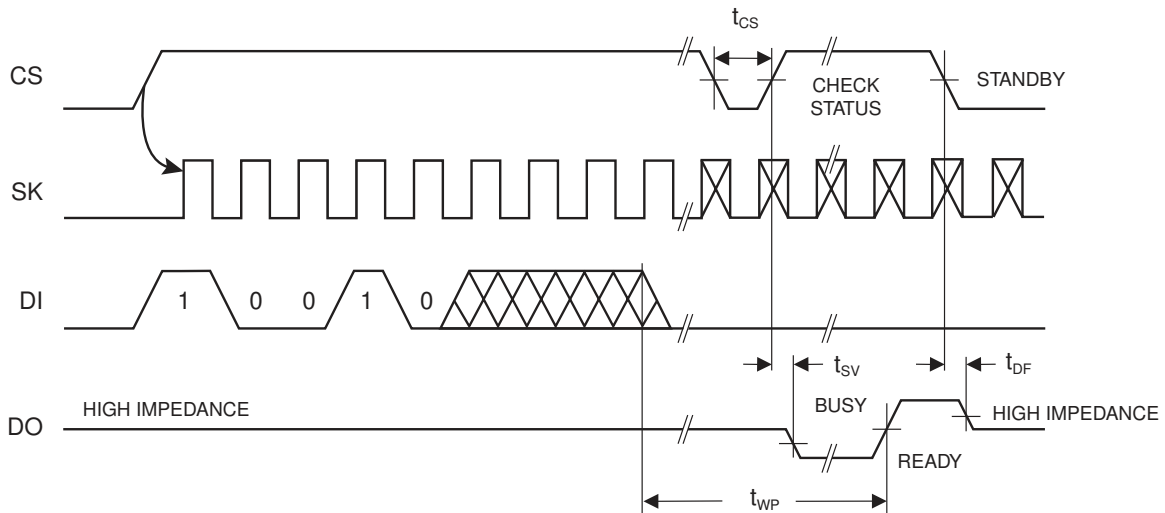 tCS
CS
CHECK
STATUS
STANDBY
SK
DI
1 0 0 1 0
tSV
tDF
HIGH IMPEDANCE
BUSY
HIGH IMPEDANCE
DO
READY
tWP